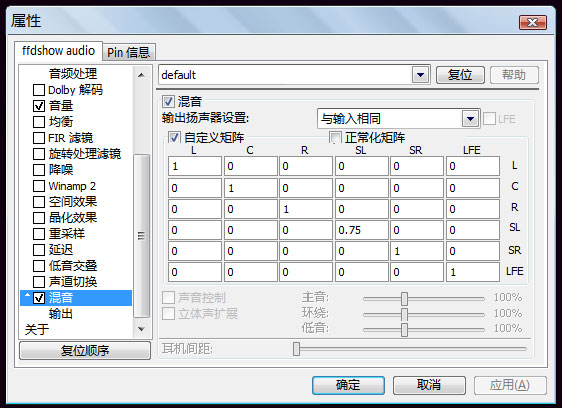 属性
ffdshow audio Pin 信息
音频处理
Dolby 解码
音量
均衡
FIR 滤镜
旋转处理滤镜
降噪
Winamp 2
空间效果
晶化效果
重采样
延迟
低音交叠
声道切换
混音
输出
关于
复位顺序
default 复位 帮助
混音
输出扬声器设置: 与输入相同 LFE
自定义矩阵 正常化矩阵
L C R SL SR LFE
1 0 0 0 0 0 L
0 1 0 0 0 0 C
0 0 1 0 0 0 R
0 0 0 0.75 0 0 SL
0 0 0 0 1 0 SR
0 0 0 0 0 1 LFE
声音控制 主音: 100%
立体声扩展 环绕: 100%
低音: 100%
耳机间距:
确定 取消 应用(A)